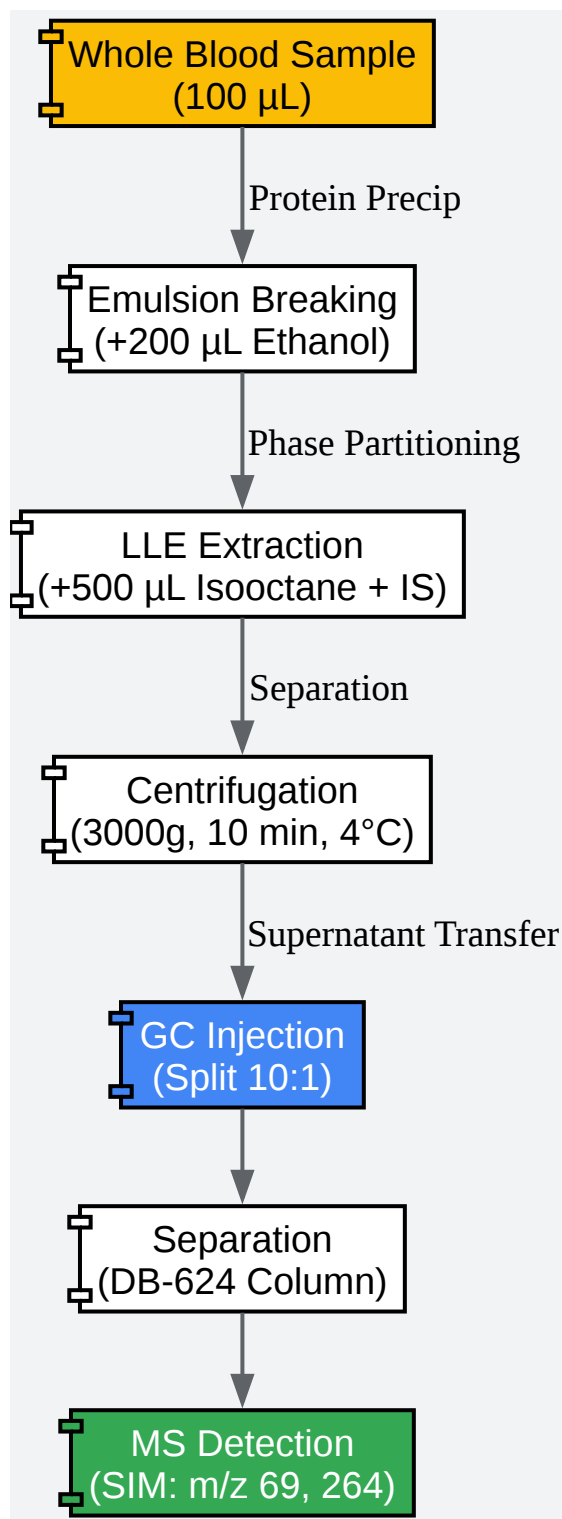 Whole Blood Sample
(100 µL)
Protein Precip
Emulsion Breaking
(+200 µL Ethanol)
Phase Partitioning
LLE Extraction
(+500 µL Isooctane + IS)
Separation
Centrifugation
(3000g, 10 min, 4°C)
Supernatant Transfer
GC Injection
(Split 10:1)
Separation
(DB-624 Column)
MS Detection
(SIM: m/z 69, 264)